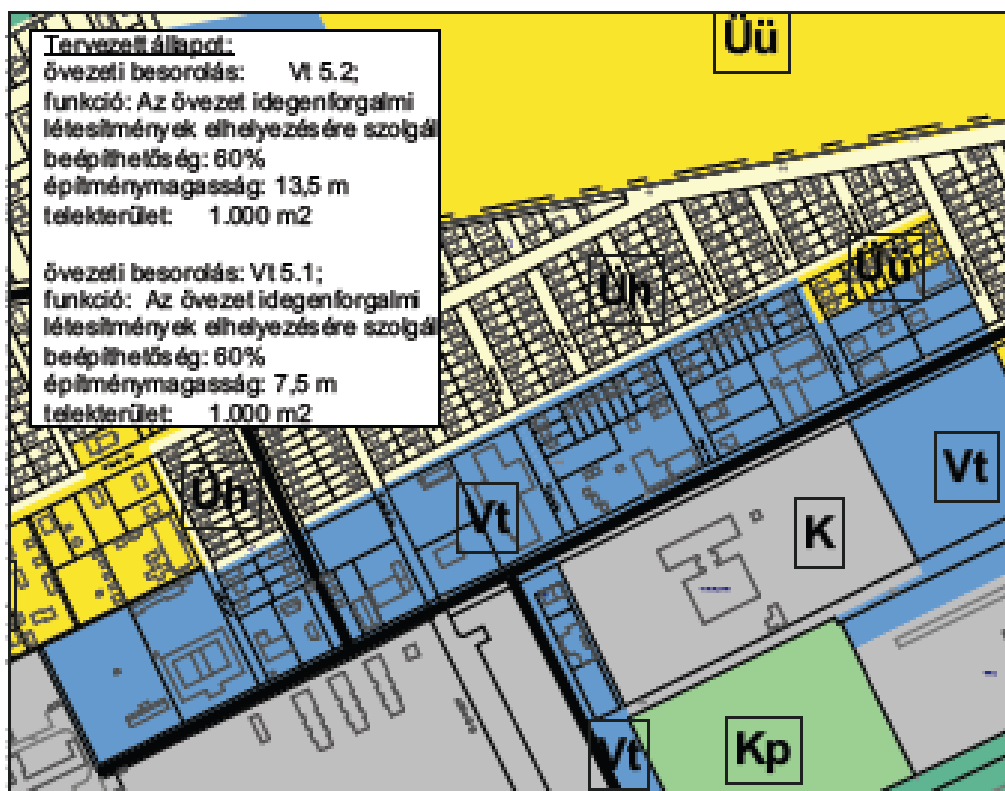 Üü
Tervezett állapot:
övezeti besorolás: Vt 5.2;
funkció: Az övezet idegenforgalmi
létesítmények elhelyezésére szolgál
beépíthetőség: 60%
építménymagasság: 13,5 m
telekterület: 1.000 m2
övezeti besorolás: Vt 5.1;
funkció: Az övezet idegenforgalmi
létesítmények elhelyezésére szolgál
beépíthetőség: 60%
építménymagasság: 7,5 m
telekterület: 1.000 m2
Üü
Üh
Vt
Üh
Vt
K
Vt
Kp